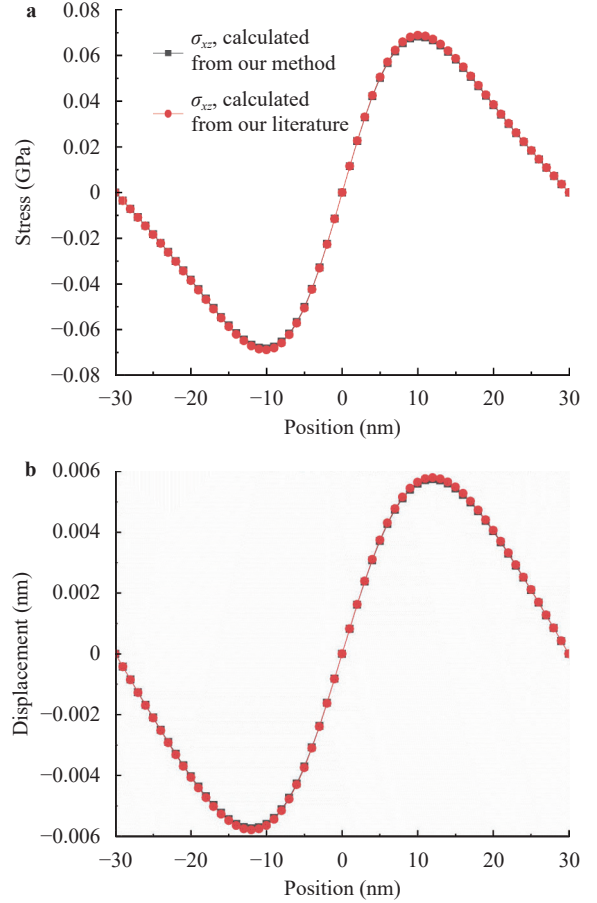 a
0.08
0.06
0.04
0.02
0
−0.02
−0.04
−0.06
0.08
Stress (GPa)
σxz, calculated
from our method
σxz, calculated
from our literature
−30 −20 −10 0 10 20 30
Position (nm)
b
0.006
0.004
0.002
0
−0.002
−0.004
−0.006
Displacement (nm)
−30 −20 −10 0 10 20 30
Position (nm)